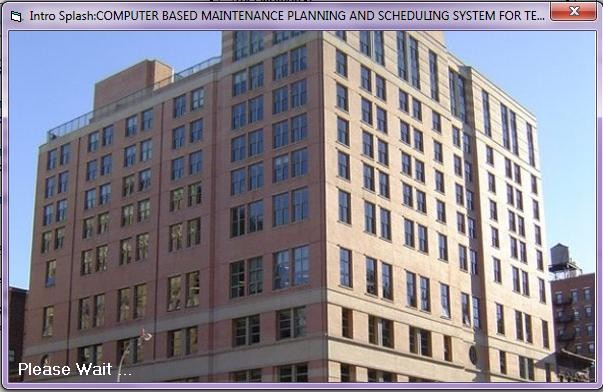 Intro Splash:COMPUTER BASED MAINTENANCE PLANNING AND SCHEDULING SYSTEM FOR TE...
Please Wait ...